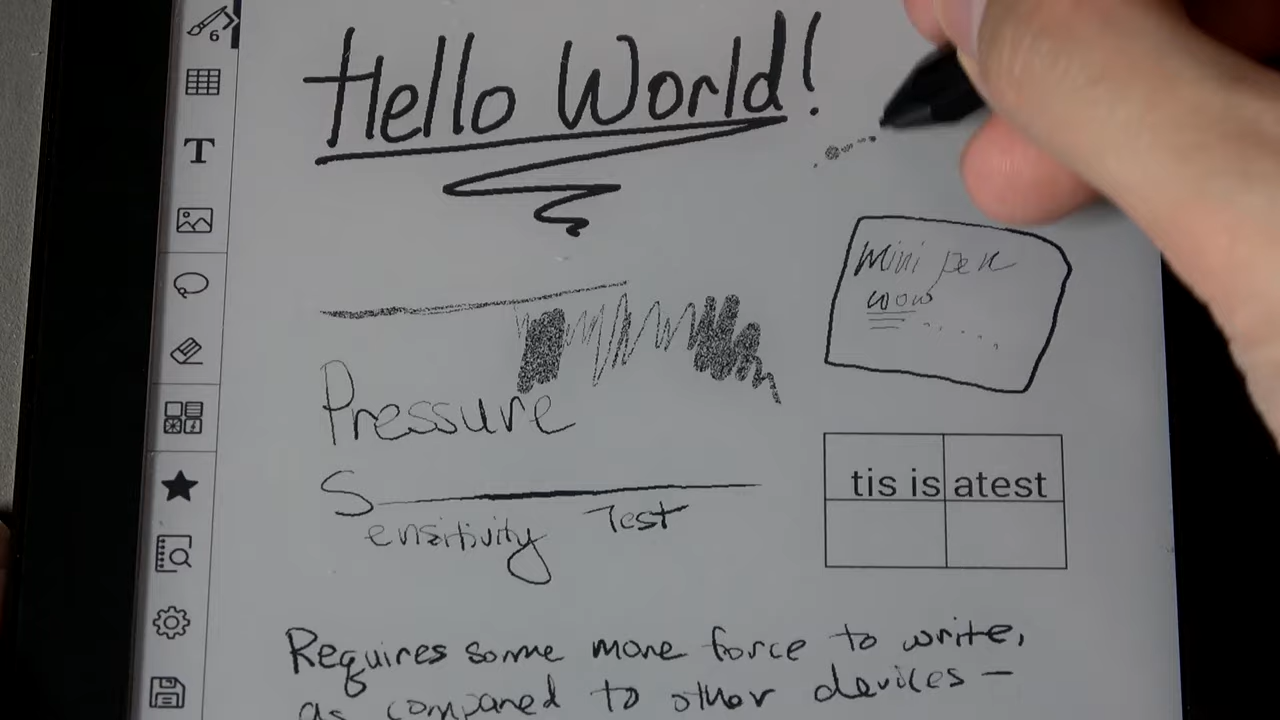 6
T
Hello World!
mini pen
wow
Pressure
Sensitivity Test
tis is atest
Requires some more force to write,
as compared to other devices —